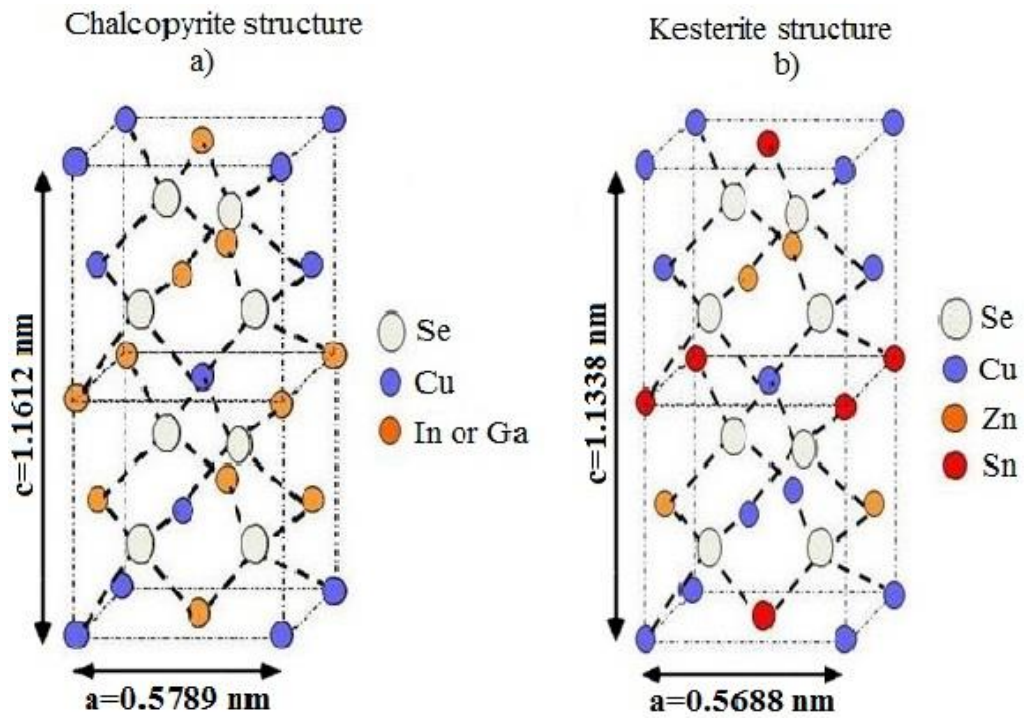 Chalcopyrite structure
a)
c=1.1612 nm
a=0.5789 nm
Se
Cu
In or Ga
Kesterite structure
b)
c=1.1338 nm
a=0.5688 nm
Se
Cu
Zn
Sn